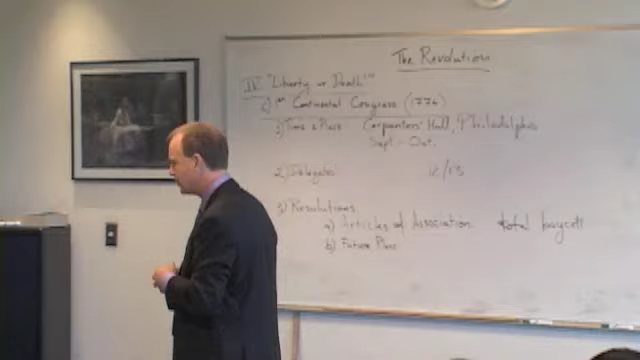 The Revolution
IV. "Liberty or Death!"
c) 1st Continental Congress (1774)
1) Time & Place Carpenters' Hall, Philadelphia
Sept - Oct.
2) Delegates 12/13
3) Resolutions
a) Articles of Association total boycott
b) Future Plans